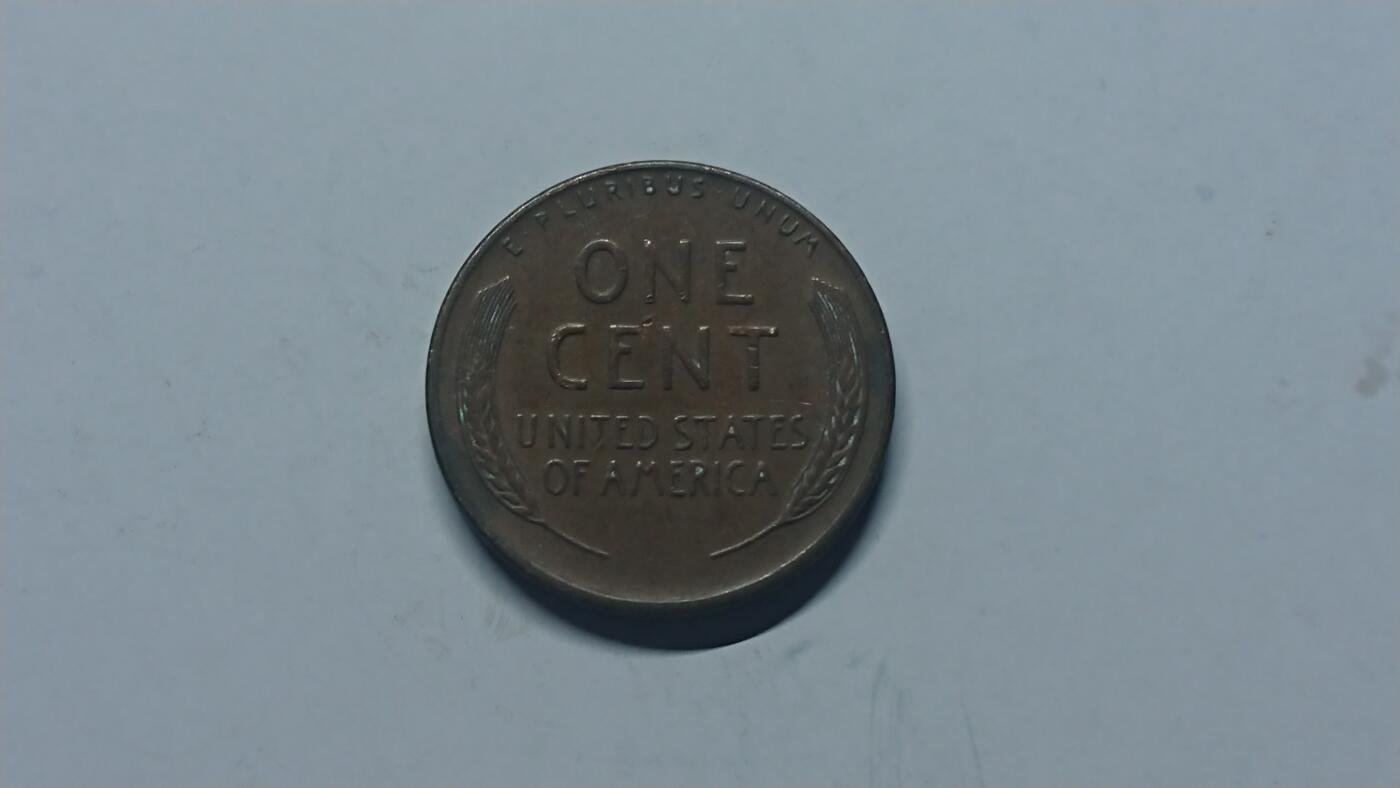 E · PLURIBUS · UNUM
ONE
CENT
UNITED STATES
OF AMERICA